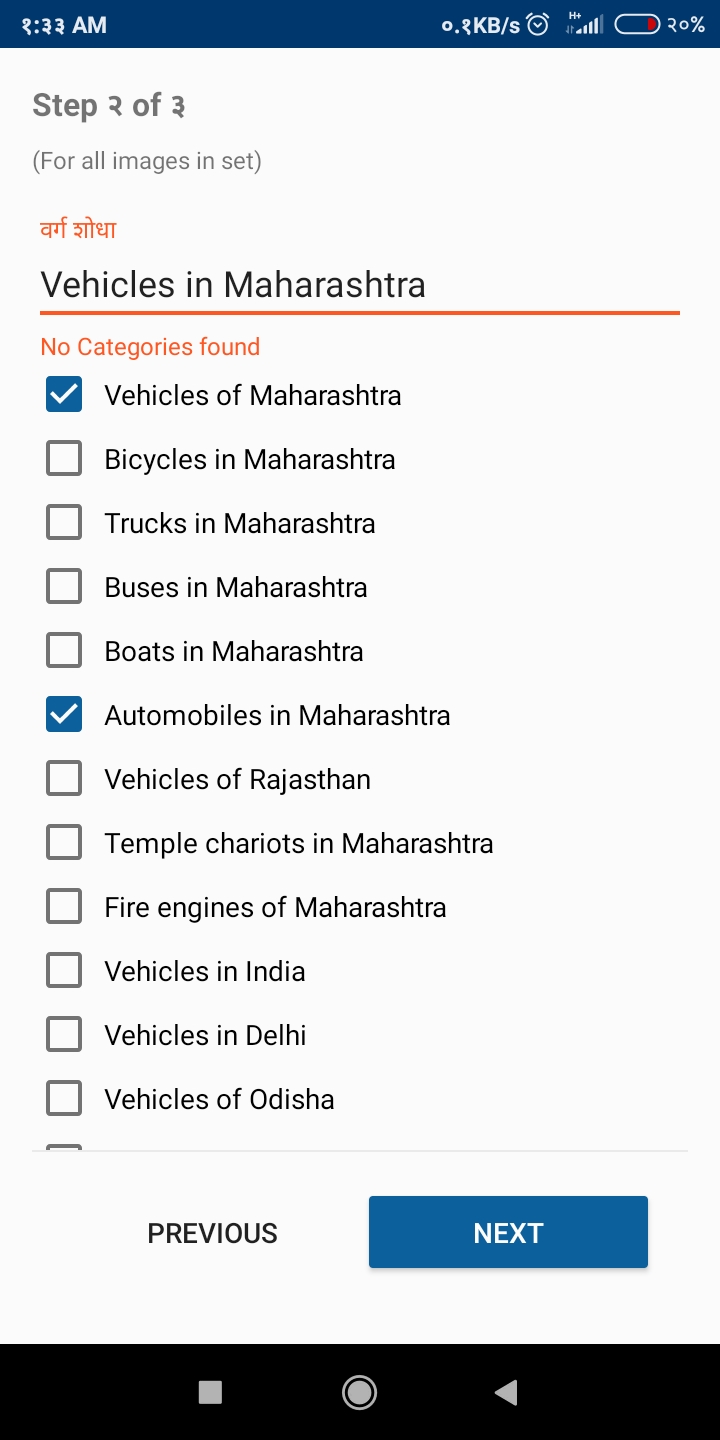 १:३३ AM ०.१KB/s H+ २०%
Step २ of ३
(For all images in set)
वर्ग शोधा
Vehicles in Maharashtra
No Categories found
Vehicles of Maharashtra
Bicycles in Maharashtra
Trucks in Maharashtra
Buses in Maharashtra
Boats in Maharashtra
Automobiles in Maharashtra
Vehicles of Rajasthan
Temple chariots in Maharashtra
Fire engines of Maharashtra
Vehicles in India
Vehicles in Delhi
Vehicles of Odisha
PREVIOUS NEXT